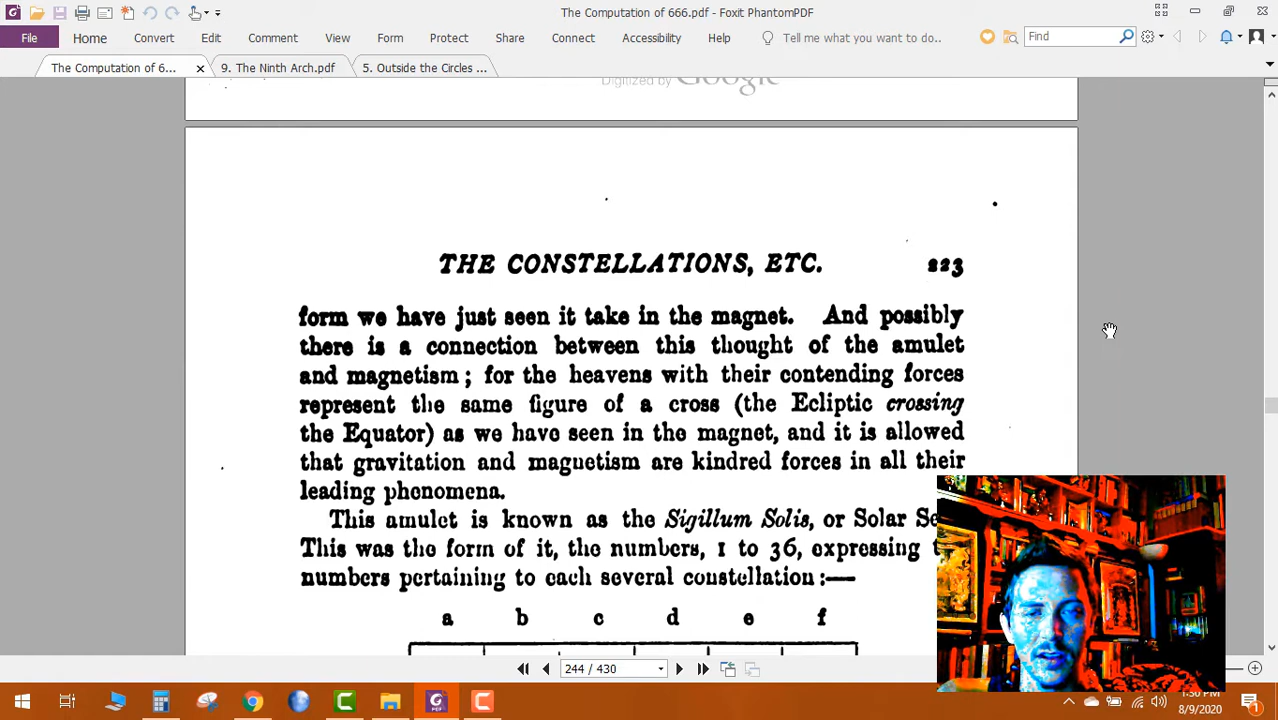 The Computation of 666.pdf - Foxit PhantomPDF
File Home Convert Edit Comment View Form Protect Share Connect Accessibility Help Tell me what you want to do.. Find
The Computation of 6... 9. The Ninth Arch.pdf 5. Outside the Circles ...
Digitized by Google
THE CONSTELLATIONS, ETC. 223
form we have just seen it take in the magnet. And possibly
there is a connection between this thought of the amulet
and magnetism; for the heavens with their contending forces
represent the same figure of a cross (the Ecliptic crossing
the Equator) as we have seen in the magnet, and it is allowed
that gravitation and magnetism are kindred forces in all their
leading phenomena.
This amulet is known as the Sigillum Solis, or Solar
This was the form of it, the numbers, 1 to 36, expressing
numbers pertaining to each several constellation:—
a b c d e f
244 / 430
1:30 PM
8/9/2020